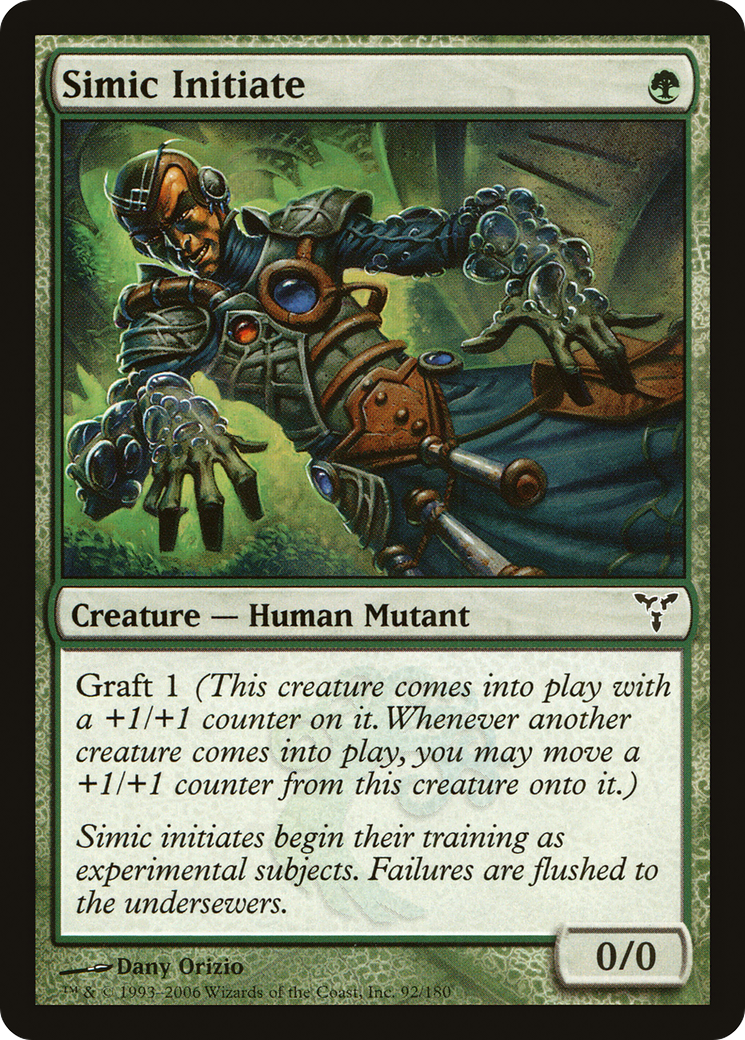 Simic Initiate
Creature — Human Mutant
Graft 1 (This creature comes into play with
a +1/+1 counter on it. Whenever another
creature comes into play, you may move a
+1/+1 counter from this creature onto it.)
Simic initiates begin their training as
experimental subjects. Failures are flushed to
the undersewers.
0/0
Dany Orizio
™ & © 1993–2006 Wizards of the Coast, Inc. 92/180